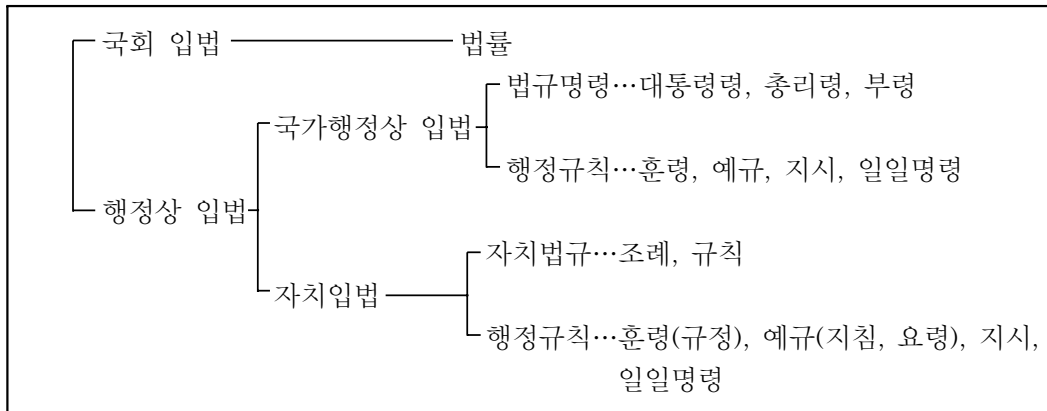 국회 입법 법률
법규명령…대통령령, 총리령, 부령
국가행정상 입법
행정규칙…훈령, 예규, 지시, 일일명령
행정상 입법
자치법규…조례, 규칙
자치입법
행정규칙…훈령(규정), 예규(지침, 요령), 지시,
일일명령